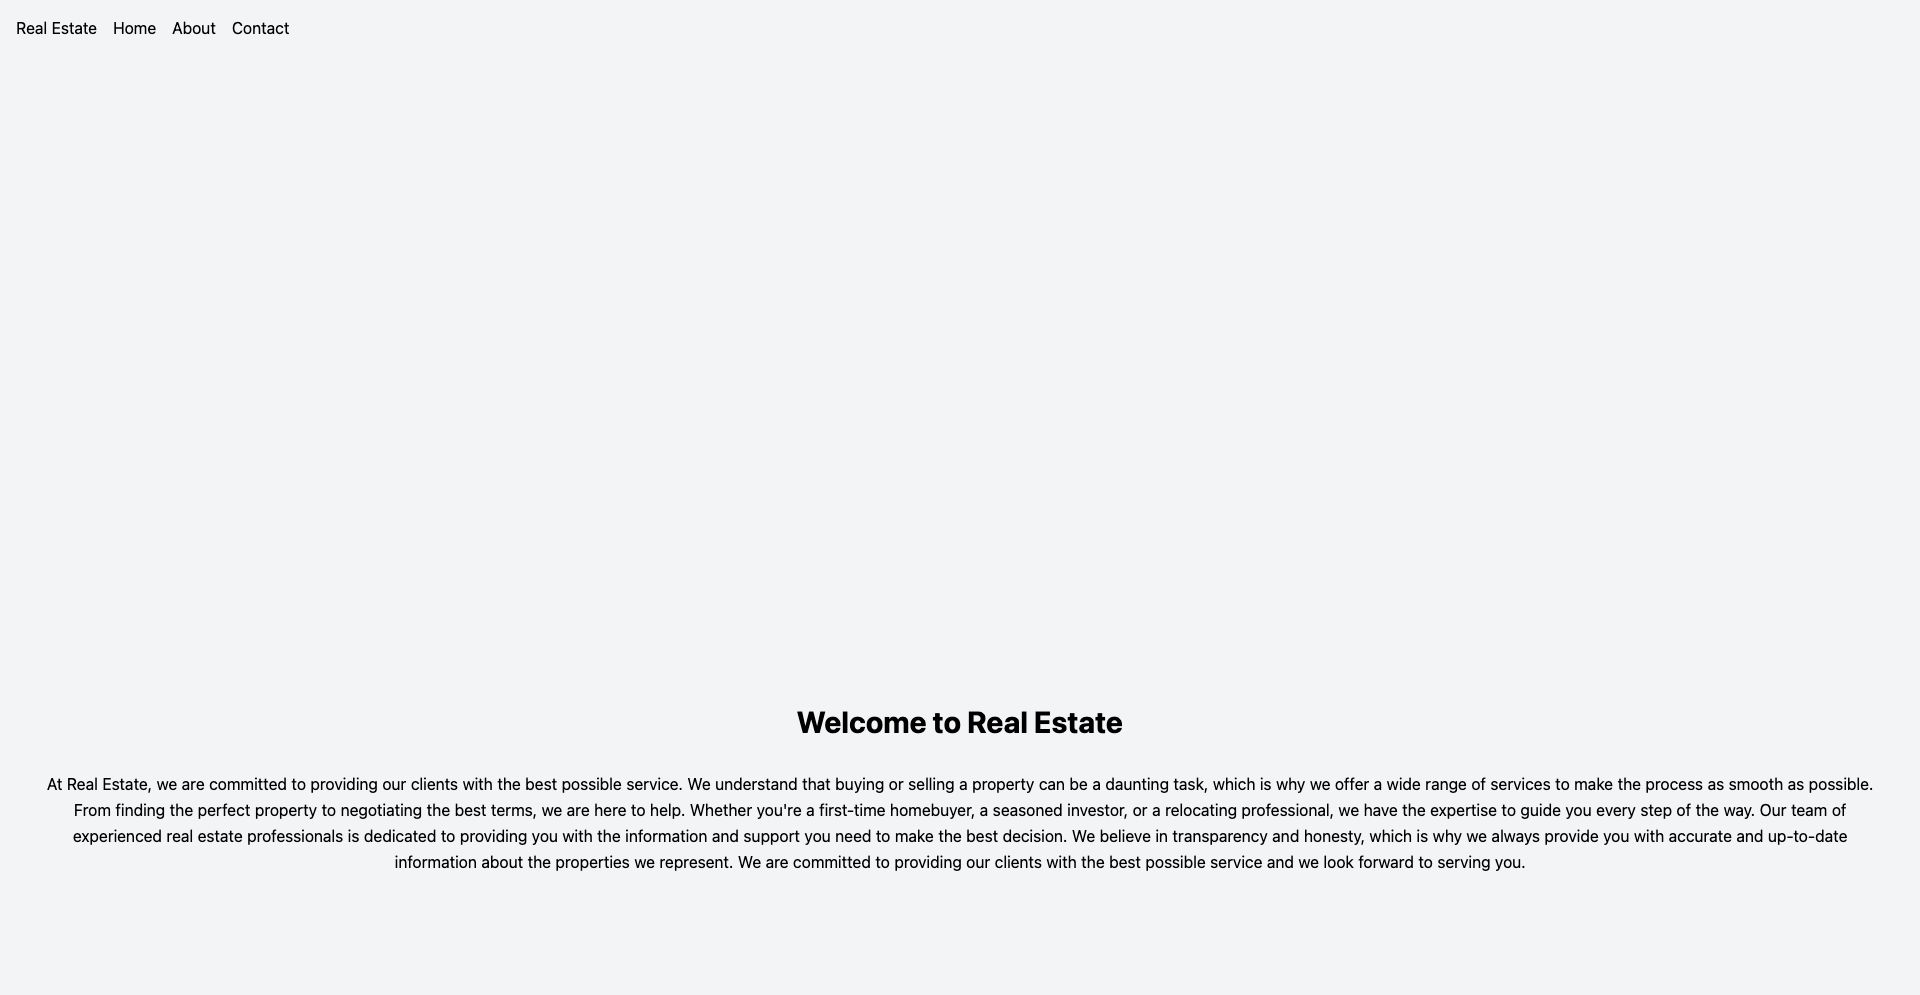 Real Estate Home About Contact
Welcome to Real Estate
At Real Estate, we are committed to providing our clients with the best possible service. We understand that buying or selling a property can be a daunting task, which is why we offer a wide range of services to make the process as smooth as possible.
From finding the perfect property to negotiating the best terms, we are here to help. Whether you're a first-time homebuyer, a seasoned investor, or a relocating professional, we have the expertise to guide you every step of the way. Our team of
experienced real estate professionals is dedicated to providing you with the information and support you need to make the best decision. We believe in transparency and honesty, which is why we always provide you with accurate and up-to-date
information about the properties we represent. We are committed to providing our clients with the best possible service and we look forward to serving you.